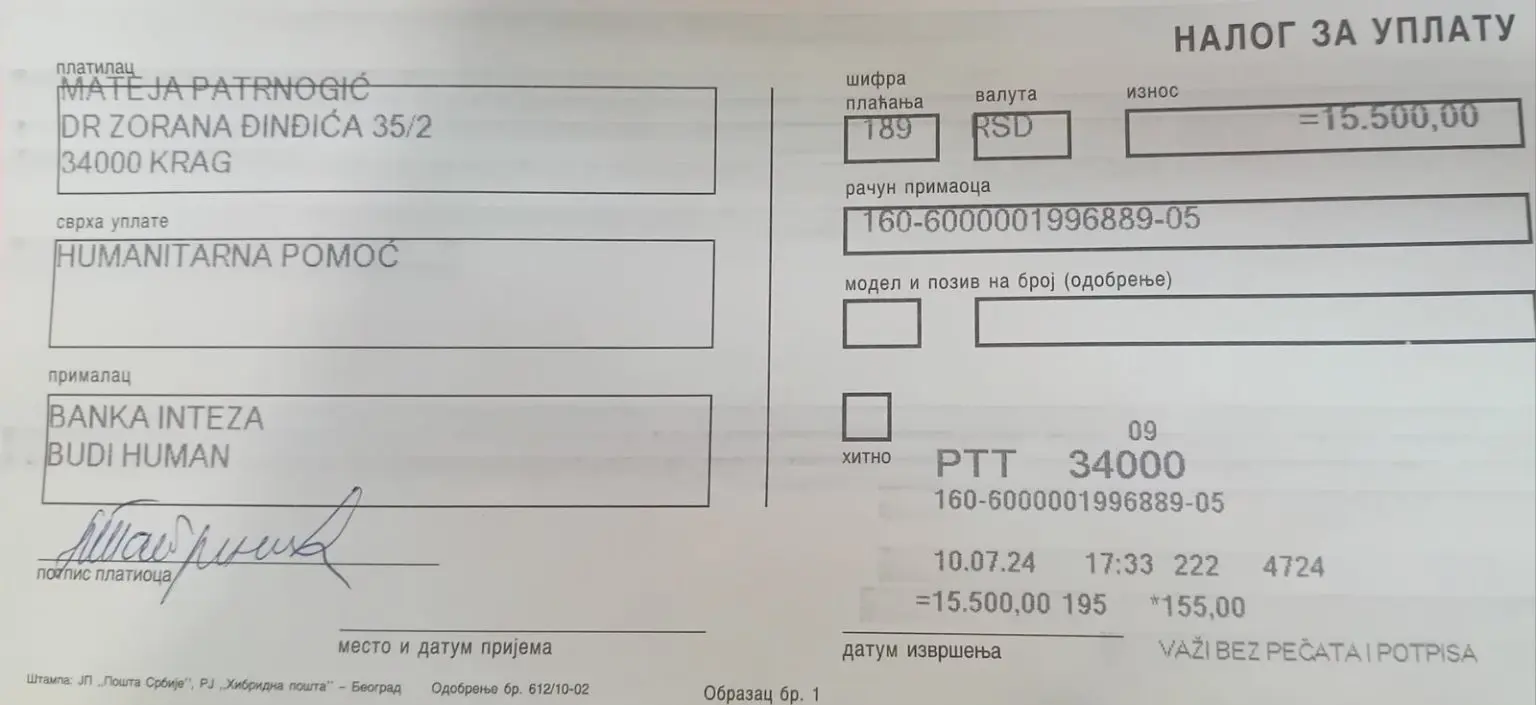 НАЛОГ ЗА УПЛАТУ
платилац
MATEJA PATRNOGIĆ
DR ZORANA ĐINĐIĆA 35/2
34000 KRAG
сврха уплате
HUMANITARNA POMOĆ
прималац
BANKA INTEZA
BUDI HUMAN
потпис платиоца
место и датум пријема
Штампа: ЈП „Пошта Србије”, РЈ „Хибридна пошта” – Београд Одобрење бр. 612/10-02
Образац бр. 1
шифра плаћања
189
валута
RSD
износ
=15.500,00
рачун примаоца
160-6000001996889-05
модел и позив на број (одобрење)
хитно
09
PTT 34000
160-6000001996889-05
10.07.24 17:33 222 4724
=15.500,00 195 *155,00
датум извршења
VAŽI BEZ PEČATA I POTPISA